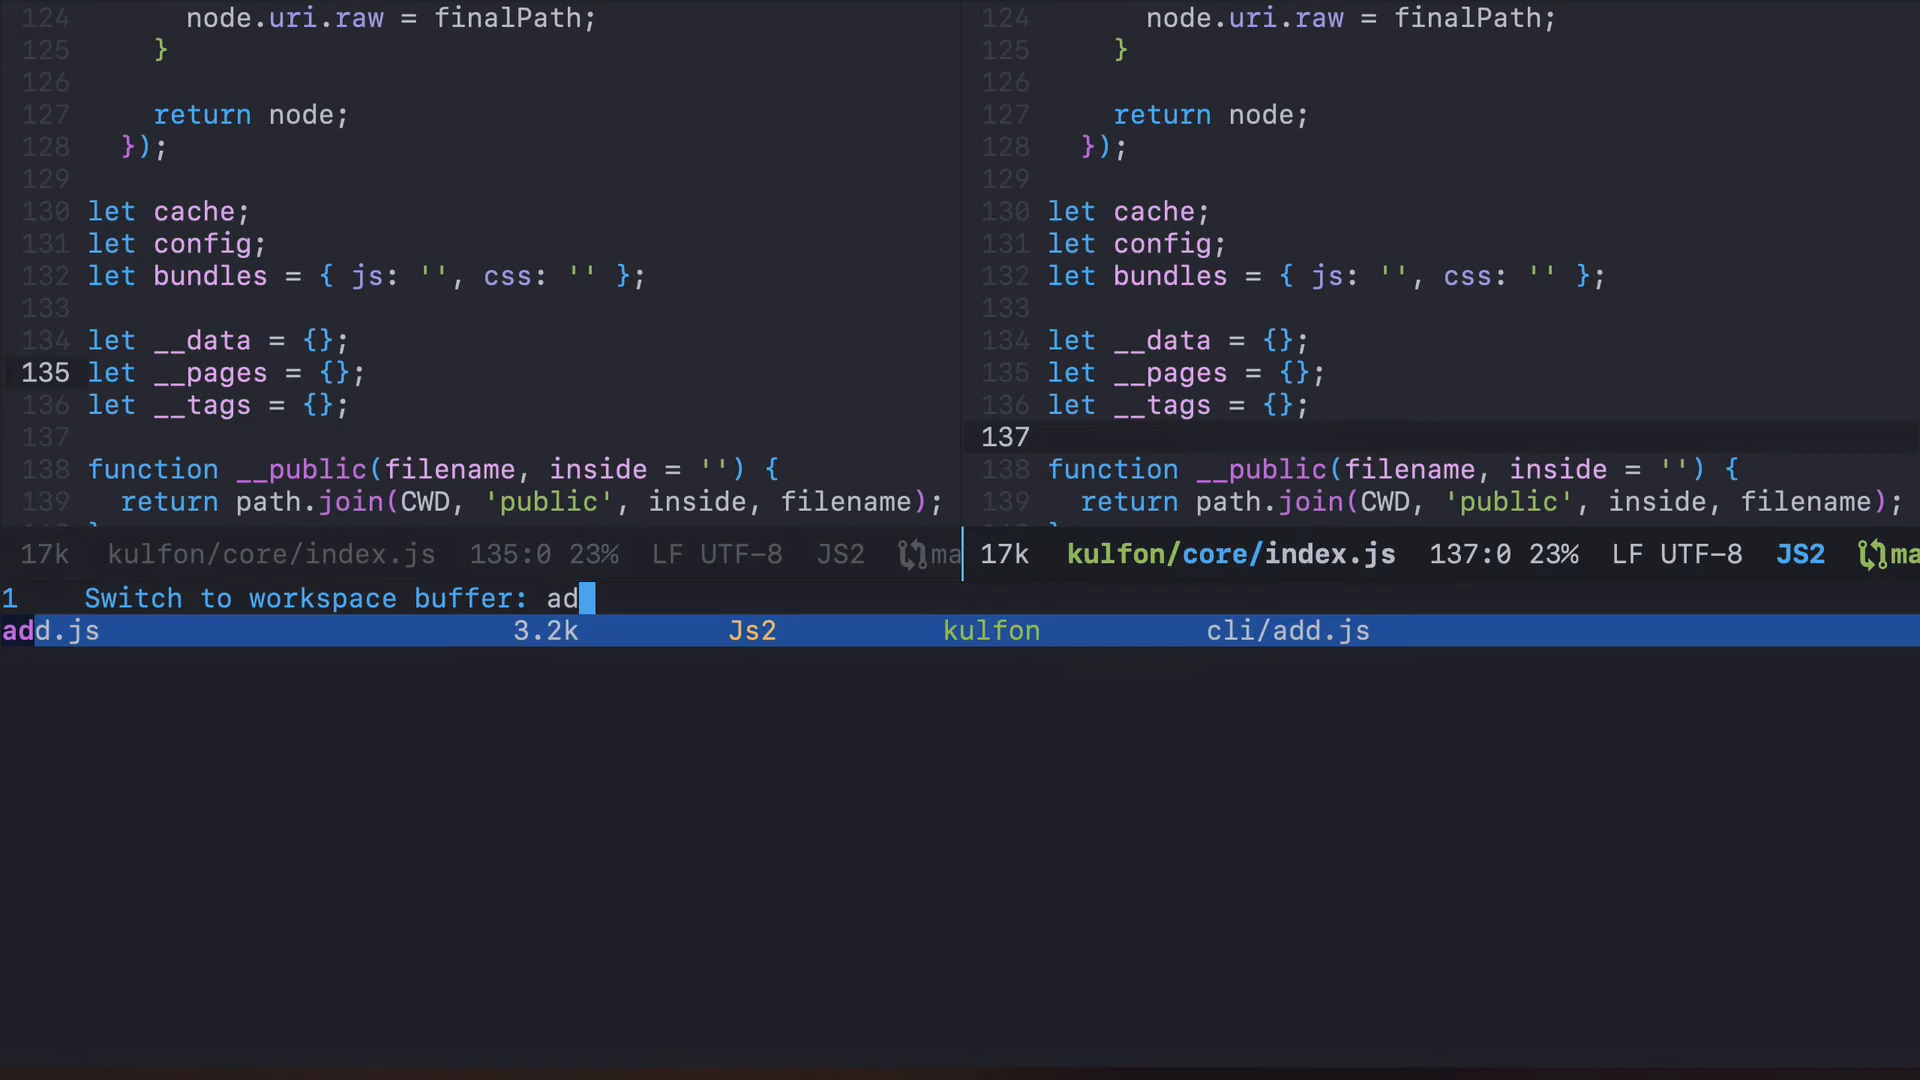 124 node.uri.raw = finalPath;
125 }
126
127 return node;
128 });
129
130 let cache;
131 let config;
132 let bundles = { js: '', css: '' };
133
134 let __data = {};
135 let __pages = {};
136 let __tags = {};
137
138 function __public(filename, inside = '') {
139 return path.join(CWD, 'public', inside, filename);
17k kulfon/core/index.js 135:0 23% LF UTF-8 JS2 ma
124 node.uri.raw = finalPath;
125 }
126
127 return node;
128 });
129
130 let cache;
131 let config;
132 let bundles = { js: '', css: '' };
133
134 let __data = {};
135 let __pages = {};
136 let __tags = {};
137
138 function __public(filename, inside = '') {
139 return path.join(CWD, 'public', inside, filename);
17k kulfon/core/index.js 137:0 23% LF UTF-8 JS2 ma
1 Switch to workspace buffer: ad
add.js 3.2k Js2 kulfon cli/add.js